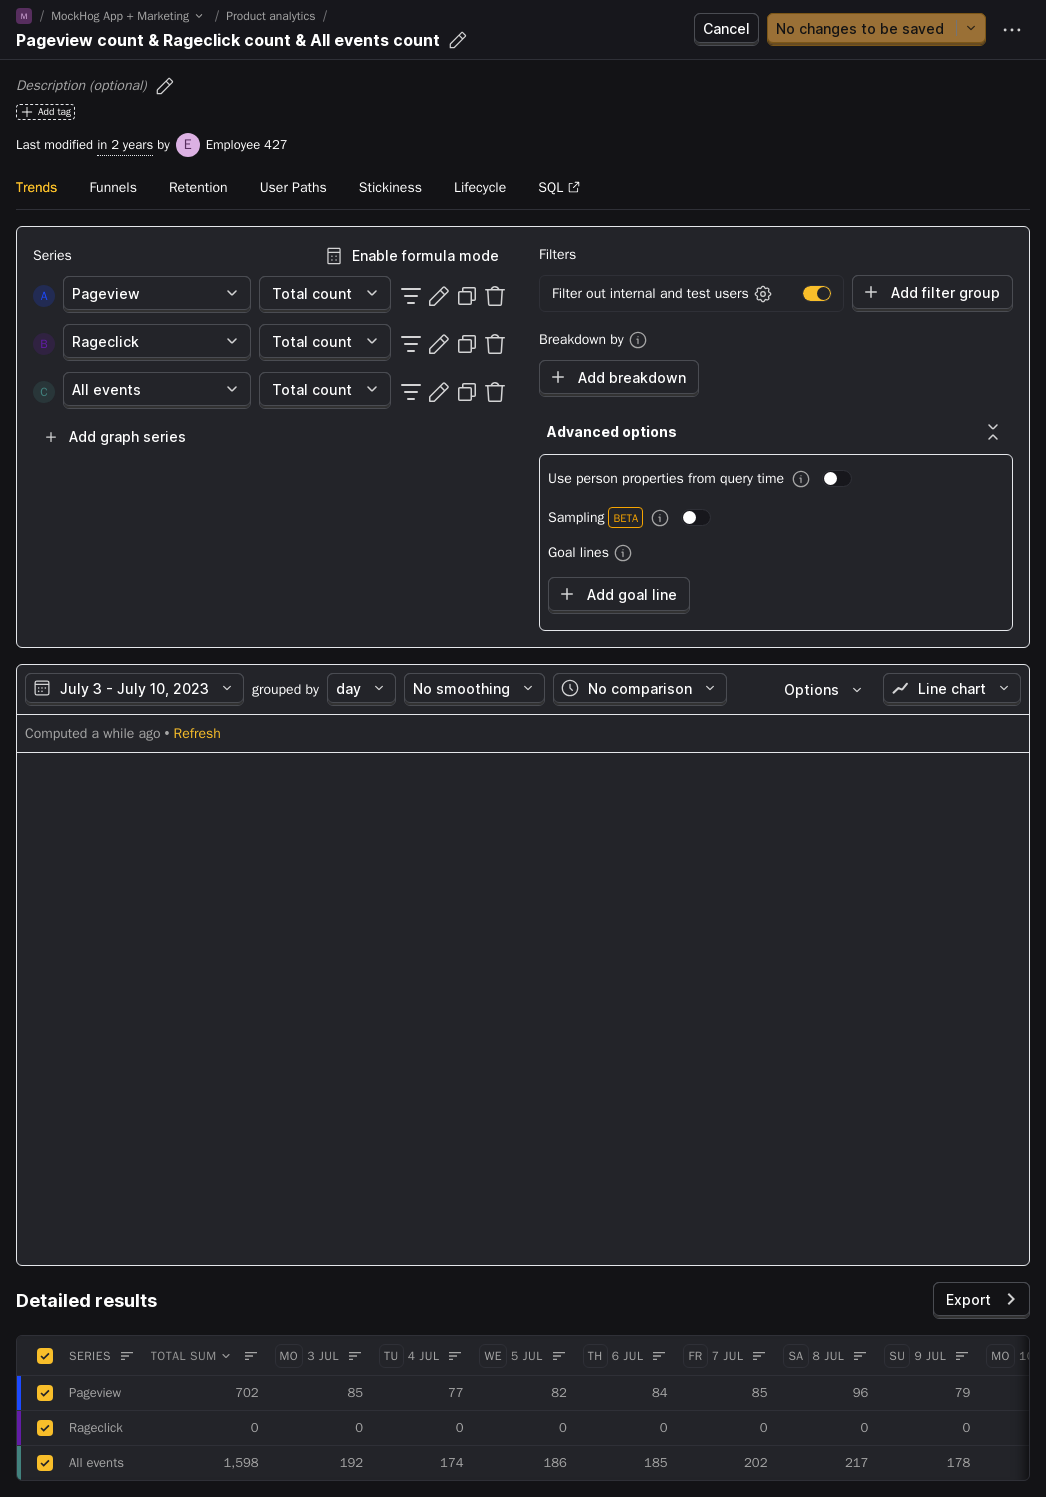 M / MockHog App + Marketing / Product analytics /
Pageview count & Rageclick count & All events count
Cancel
No changes to be saved
Description (optional)
Add tag
Last modified in 2 years by E Employee 427
Trends Funnels Retention User Paths Stickiness Lifecycle SQL
Series
Enable formula mode
A Pageview Total count
B Rageclick Total count
C All events Total count
Add graph series
Filters
Filter out internal and test users
Add filter group
Breakdown by
Add breakdown
Advanced options
Use person properties from query time
Sampling BETA
Goal lines
Add goal line
July 3 - July 10, 2023 grouped by day No smoothing No comparison Options Line chart
Computed a while ago • Refresh
Detailed results
Export
SERIES TOTAL SUM MO 3 JUL TU 4 JUL WE 5 JUL TH 6 JUL FR 7 JUL SA 8 JUL SU 9 JUL MO
Pageview 702 85 77 82 84 85 96 79
Rageclick 0 0 0 0 0 0 0 0
All events 1,598 192 174 186 185 202 217 178